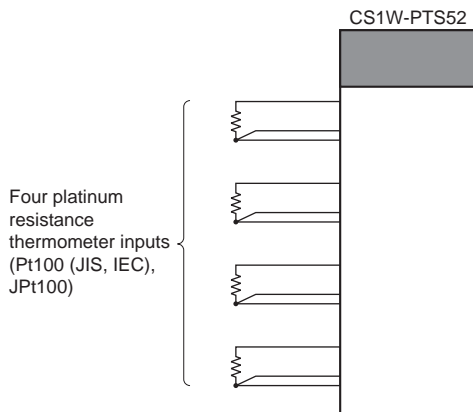 CS1W-PTS52
Four platinum
resistance
thermometer inputs
(Pt100 (JIS, IEC),
JPt100)